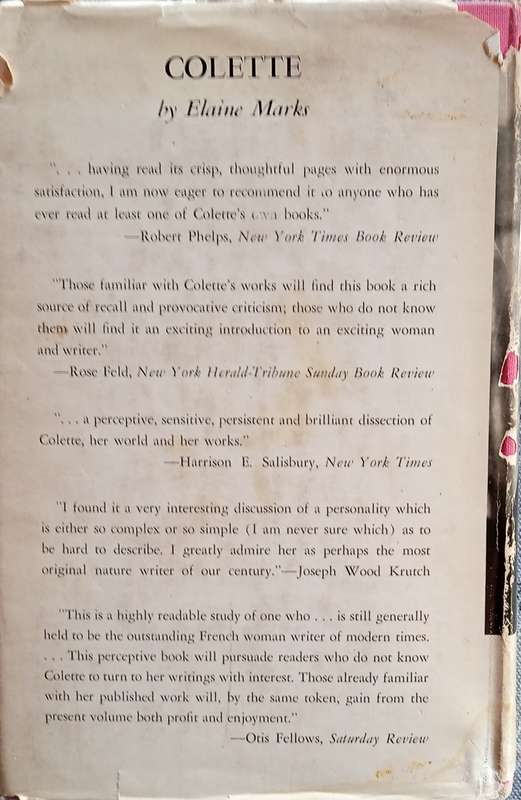 COLETTE
by Elaine Marks
". . . having read its crisp, thoughtful pages with enormous
satisfaction, I am now eager to recommend it to anyone who has
ever read at least one of Colette's own books."
—Robert Phelps, New York Times Book Review
"Those familiar with Colette's works will find this book a rich
source of recall and provocative criticism; those who do not know
them will find it an exciting introduction to an exciting woman
and writer."
—Rose Feld, New York Herald-Tribune Sunday Book Review
". . . a perceptive, sensitive, persistent and brilliant dissection of
Colette, her world and her works."
—Harrison E. Salisbury, New York Times
"I found it a very interesting discussion of a personality which
is either so complex or so simple (I am never sure which) as to
be hard to describe. I greatly admire her as perhaps the most
original nature writer of our century."—Joseph Wood Krutch
"This is a highly readable study of one who . . . is still generally
held to be the outstanding French woman writer of modern times.
. . . This perceptive book will pursuade readers who do not know
Colette to turn to her writings with interest. Those already familiar
with her published work will, by the same token, gain from the
present volume both profit and enjoyment."
—Otis Fellows, Saturday Review